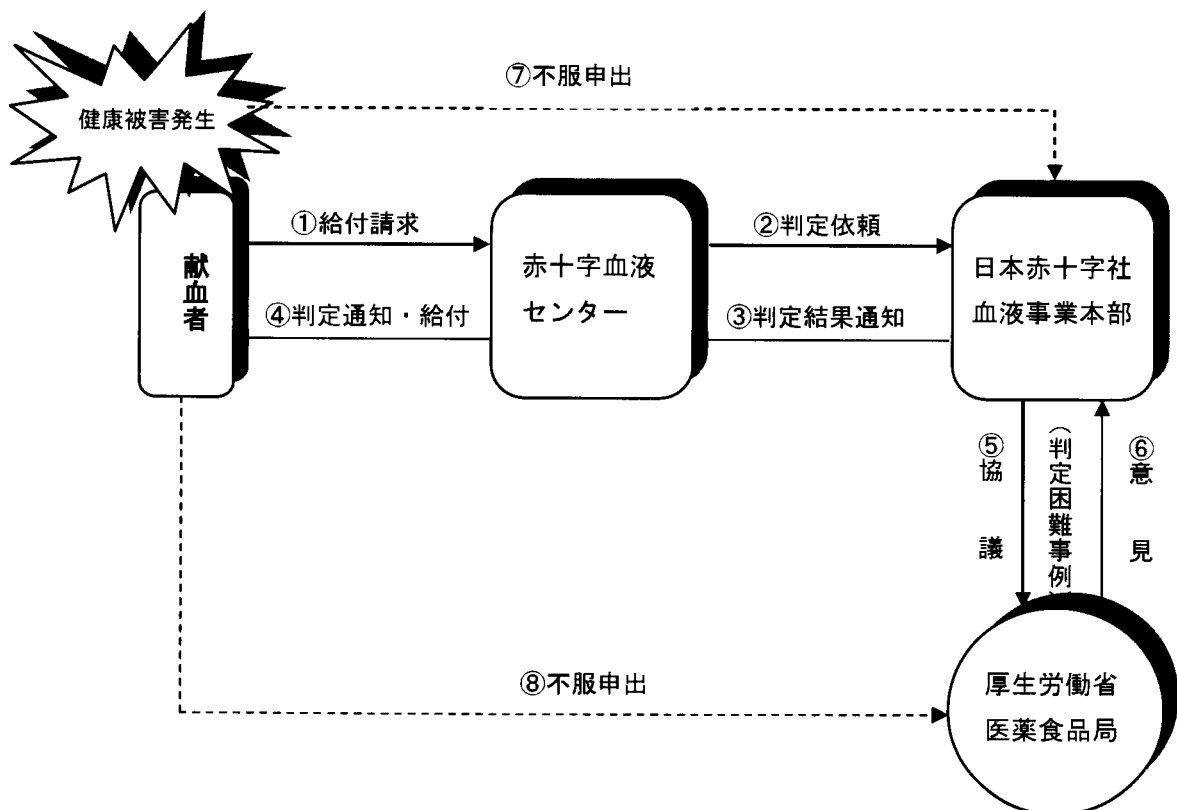 ⑦不服申出
健康被害発生
①給付請求
②判定依頼
献血者
赤十字血液
センター
日本赤十字社
血液事業本部
④判定通知・給付
③判定結果通知
⑤協議
（判定困難事例）
⑥意見
⑧不服申出
厚生労働省
医薬食品局